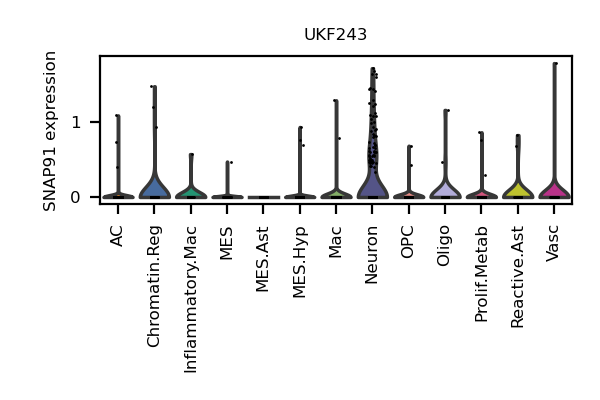 UKF243
SNAP91 expression
1
0
AC
Chromatin.Reg
Inflammatory.Mac
MES
MES.Ast
MES.Hyp
Mac
Neuron
OPC
Oligo
Prolif.Metab
Reactive.Ast
Vasc